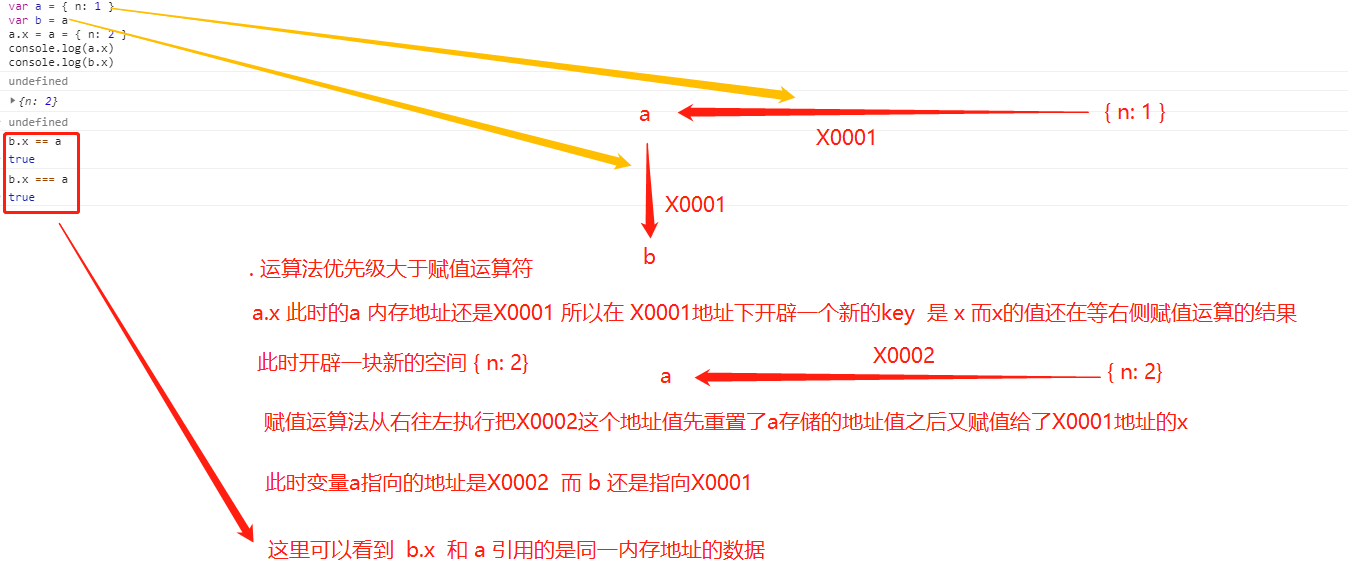 var a = { n: 1 }
var b = a
a.x = a = { n: 2 }
console.log(a.x)
console.log(b.x)
undefined
{n: 2}
undefined
b.x == a
true
b.x === a
true
a
{ n: 1 }
X0001
X0001
b
. 运算法优先级大于赋值运算符
a.x 此时的a 内存地址还是X0001 所以在 X0001地址下开辟一个新的key 是 x 而x的值还在等右侧赋值运算的结果
此时开辟一块新的空间 { n: 2}
X0002
a
{ n: 2}
赋值运算法从右往左执行把X0002这个地址值先重置了a存储的地址值之后又赋值给了X0001地址的x
此时变量a指向的地址是X0002 而 b 还是指向X0001
这里可以看到 b.x 和 a 引用的是同一内存地址的数据